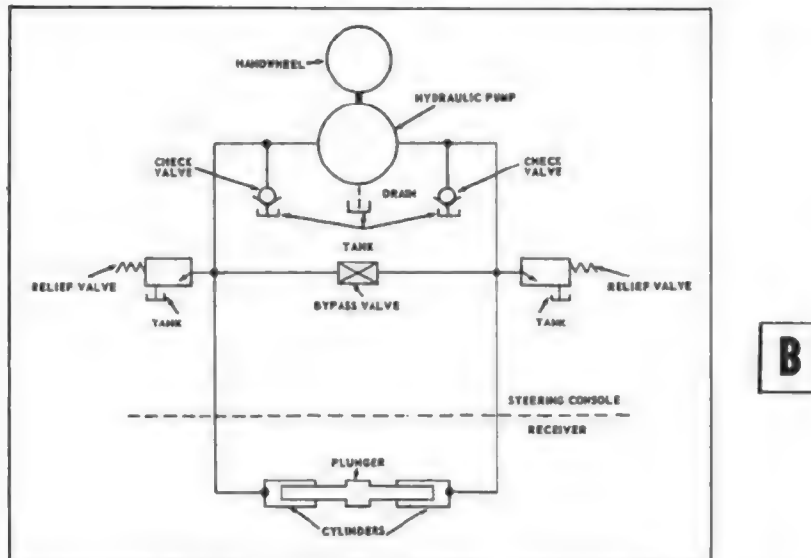 HANDWHEEL
HYDRAULIC PUMP
CHECK
VALVE
CHECK
VALVE
DRAIN
TANK
RELIEF VALVE
TANK
BYPASS VALVE
TANK
RELIEF VALVE
B
STEERING CONSOLE
RECEIVER
PLUNGER
CYLINDERS